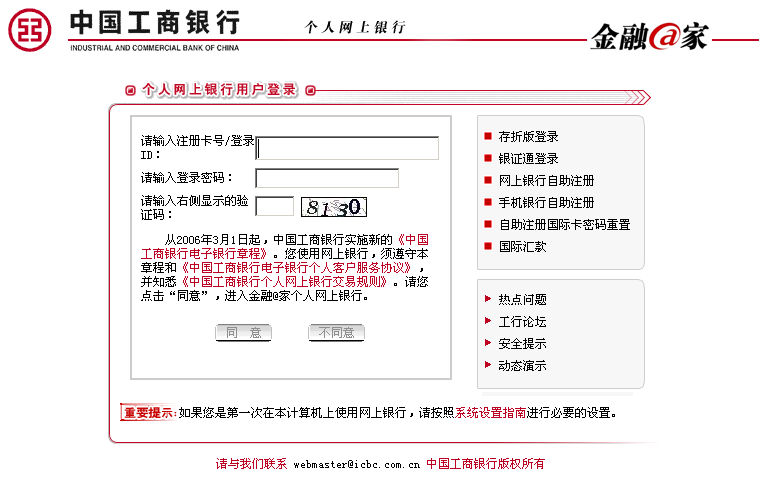 中国工商银行
INDUSTRIAL AND COMMERCIAL BANK OF CHINA
个人网上银行
金融@家
个人网上银行用户登录
请输入注册卡号/登录
ID：
请输入登录密码：
请输入右侧显示的验
证码：
8130
从2006年3月1日起，中国工商银行实施新的《中国
工商银行电子银行章程》。您使用网上银行，须遵守本
章程和《中国工商银行电子银行个人客户服务协议》，
并知悉《中国工商银行个人网上银行交易规则》。请您
点击“同意”，进入金融@家个人网上银行。
同 意
不同意
存折版登录
银证通登录
网上银行自助注册
手机银行自助注册
自助注册国际卡密码重置
国际汇款
热点问题
工行论坛
安全提示
动态演示
重要提示:如果您是第一次在本计算机上使用网上银行，请按照系统设置指南进行必要的设置。
请与我们联系 webmaster@icbc.com.cn 中国工商银行版权所有